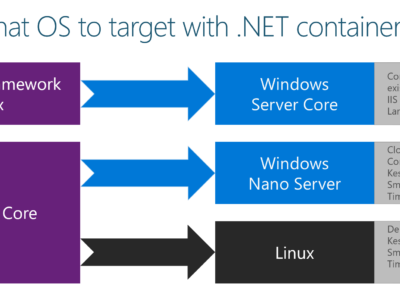 hat OS to target with .NET container
mework
x
Windows
Server Core
Co
exi
IIS
Lar
Core
Windows
Nano Server
Clo
Co
Kes
Sm
Tim
Linux
De
Kes
Sm
Tim